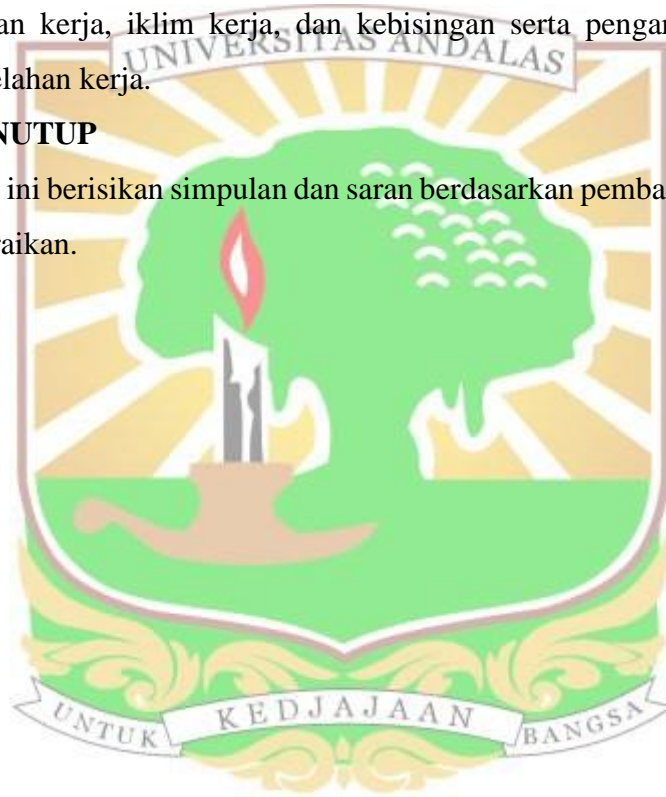 an kerja, iklim kerja, dan kebisingan serta pengar
UNIVERSITAS ANDALAS
elahan kerja.
NUTUP
ini berisikan simpulan dan saran berdasarkan pemba
raikan.
UNTUK KEDJAJAAN BANGSA